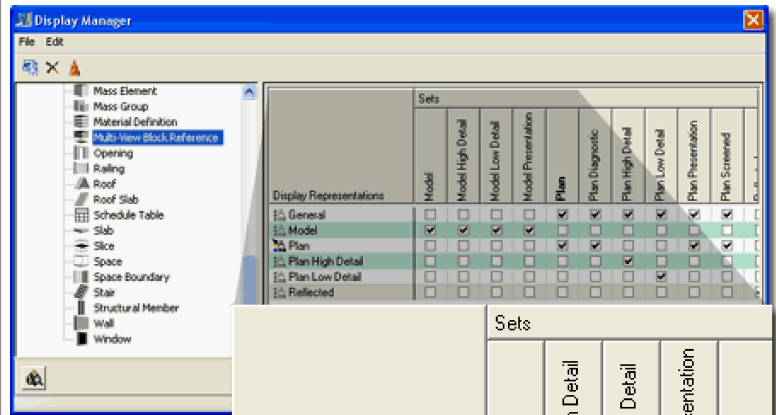 Display Manager
File Edit
Mass Element
Mass Group
Material Definition
Multi-View Block Reference
Opening
Railing
Roof
Roof Slab
Schedule Table
Slab
Slice
Space
Space Boundary
Stair
Structural Member
Wall
Window
Sets
Display Representations
Model
Model High Detail
Model Low Detail
Model Presentation
Plan
Plan Diagnostic
Plan High Detail
Plan Low Detail
Plan Presentation
Plan Screened
General
Model
Plan
Plan High Detail
Plan Low Detail
Reflected
Sets
Detail
Detail
entation